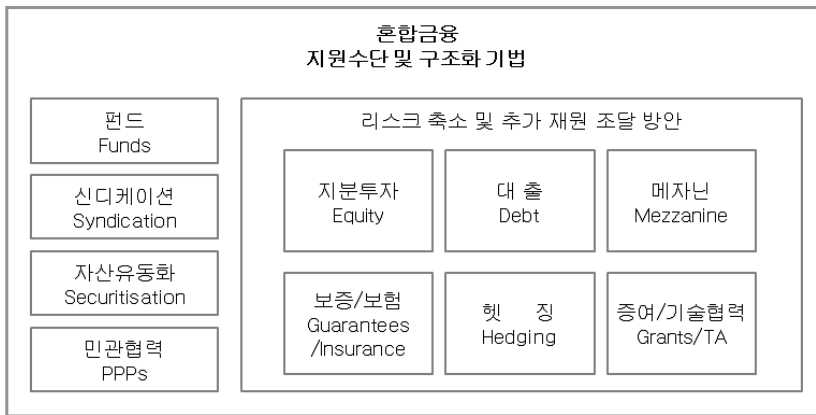 혼합금융
지원수단 및 구조화 기법
펀드
Funds
신디케이션
Syndication
자산유동화
Securitisation
민관협력
PPPs
리스크 축소 및 추가 재원 조달 방안
지분투자
Equity
대 출
Debt
메자닌
Mezzanine
보증/보험
Guarantees
/Insurance
헷 징
Hedging
증여/기술협력
Grants/TA